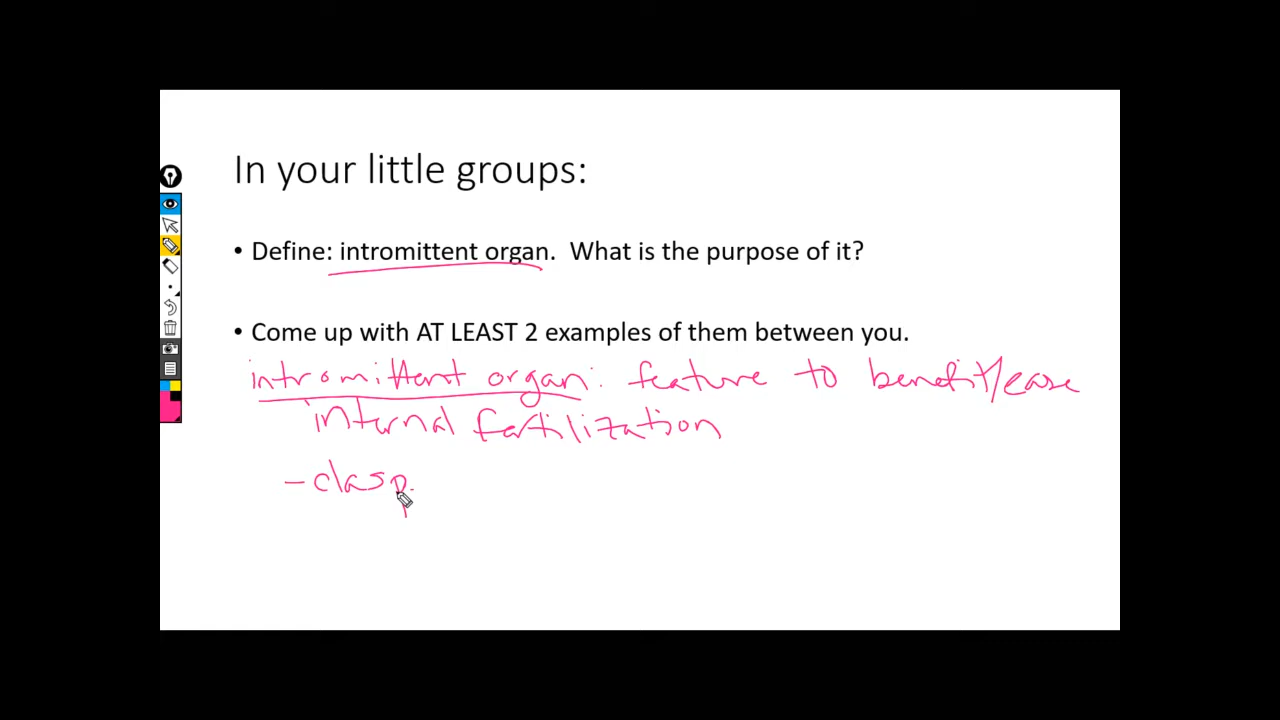 In your little groups:
• Define: intromittent organ. What is the purpose of it?
• Come up with AT LEAST 2 examples of them between you.
intromittent organ: feature to benefit/ease
internal fertilization
- clasp